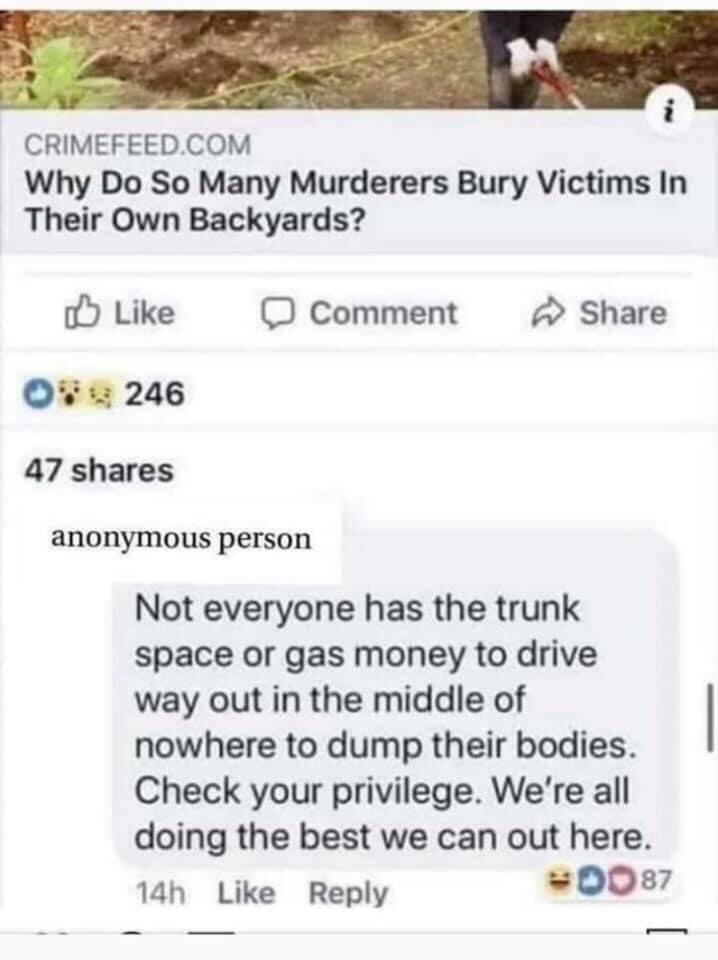 i
CRIMEFEED.COM
Why Do So Many Murderers Bury Victims In
Their Own Backyards?
Like Comment Share
246
47 shares
anonymous person
Not everyone has the trunk
space or gas money to drive
way out in the middle of
nowhere to dump their bodies.
Check your privilege. We're all
doing the best we can out here.
14h Like Reply 87